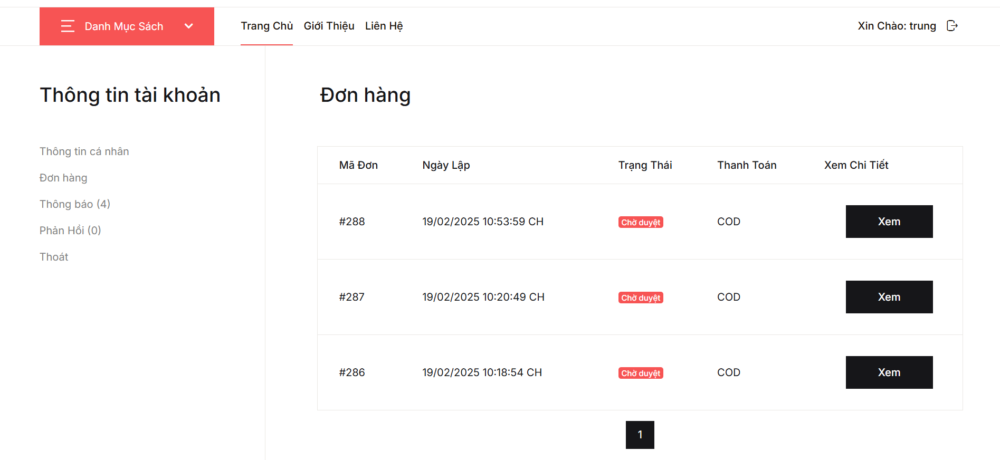 Danh Mục Sách
Trang Chủ Giới Thiệu Liên Hệ
Xin Chào: trung
Thông tin tài khoản
Thông tin cá nhân
Đơn hàng
Thông báo (4)
Phản Hồi (0)
Thoát
Đơn hàng
Mã Đơn Ngày Lập Trạng Thái Thanh Toán Xem Chi Tiết
#288 19/02/2025 10:53:59 CH Chờ duyệt COD Xem
#287 19/02/2025 10:20:49 CH Chờ duyệt COD Xem
#286 19/02/2025 10:18:54 CH Chờ duyệt COD Xem
1